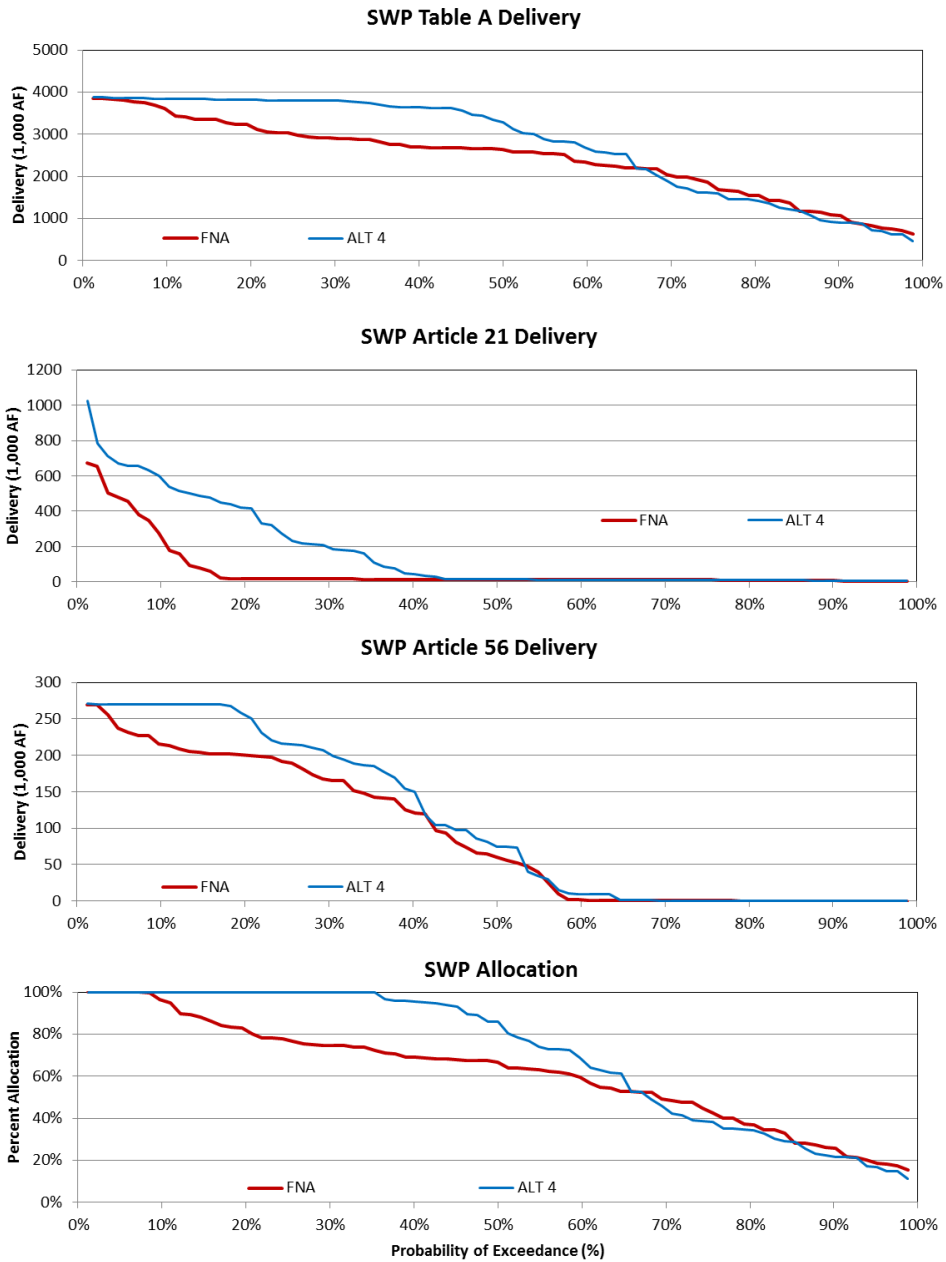 SWP Table A Delivery
Delivery (1,000 AF)
5000
4000
3000
2000
1000
0
FNA
ALT 4
0% 10% 20% 30% 40% 50% 60% 70% 80% 90% 100%
SWP Article 21 Delivery
Delivery (1,000 AF)
1200
1000
800
600
400
200
0
FNA
ALT 4
0% 10% 20% 30% 40% 50% 60% 70% 80% 90% 100%
SWP Article 56 Delivery
Delivery (1,000 AF)
300
250
200
150
100
50
0
FNA
ALT 4
0% 10% 20% 30% 40% 50% 60% 70% 80% 90% 100%
SWP Allocation
Percent Allocation
100%
80%
60%
40%
20%
0%
FNA
ALT 4
0% 10% 20% 30% 40% 50% 60% 70% 80% 90% 100%
Probability of Exceedance (%)